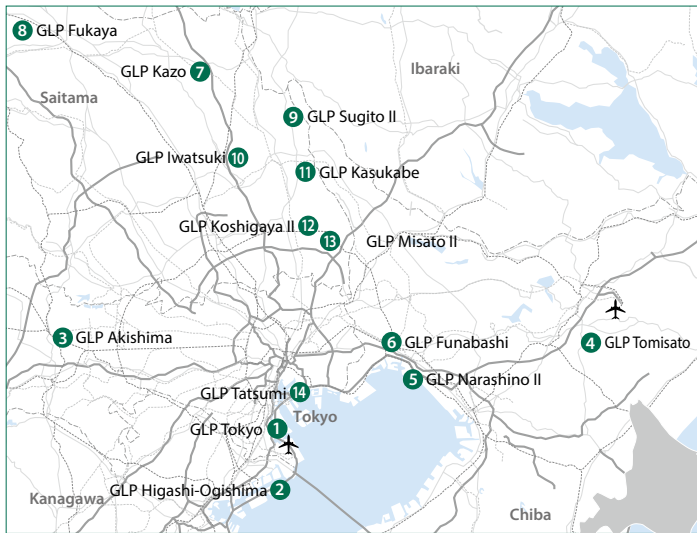 8 GLP Fukaya
Ibaraki
GLP Kazo 7
Saitama
9 GLP Sugito II
GLP Iwatsuki 10
11 GLP Kasukabe
GLP Koshigaya II 12
13 GLP Misato II
3 GLP Akishima
6 GLP Funabashi
4 GLP Tomisato
5 GLP Narashino II
GLP Tatsumi 14
Tokyo
GLP Tokyo 1
GLP Higashi-Ogishima 2
Kanagawa
Chiba